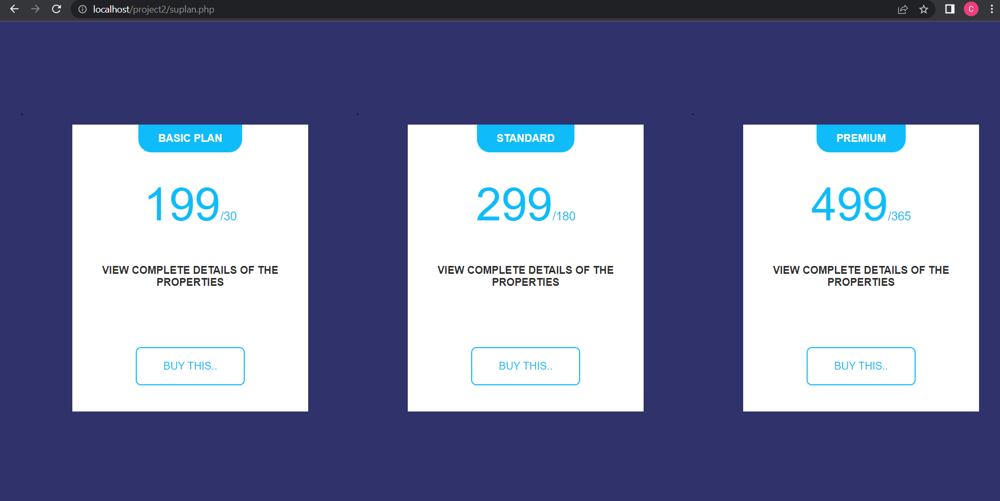 localhost/project2/suplan.php
C
` ` `
BASIC PLAN
199/30
VIEW COMPLETE DETAILS OF THE
PROPERTIES
BUY THIS..
STANDARD
299/180
VIEW COMPLETE DETAILS OF THE
PROPERTIES
BUY THIS..
PREMIUM
499/365
VIEW COMPLETE DETAILS OF THE
PROPERTIES
BUY THIS..